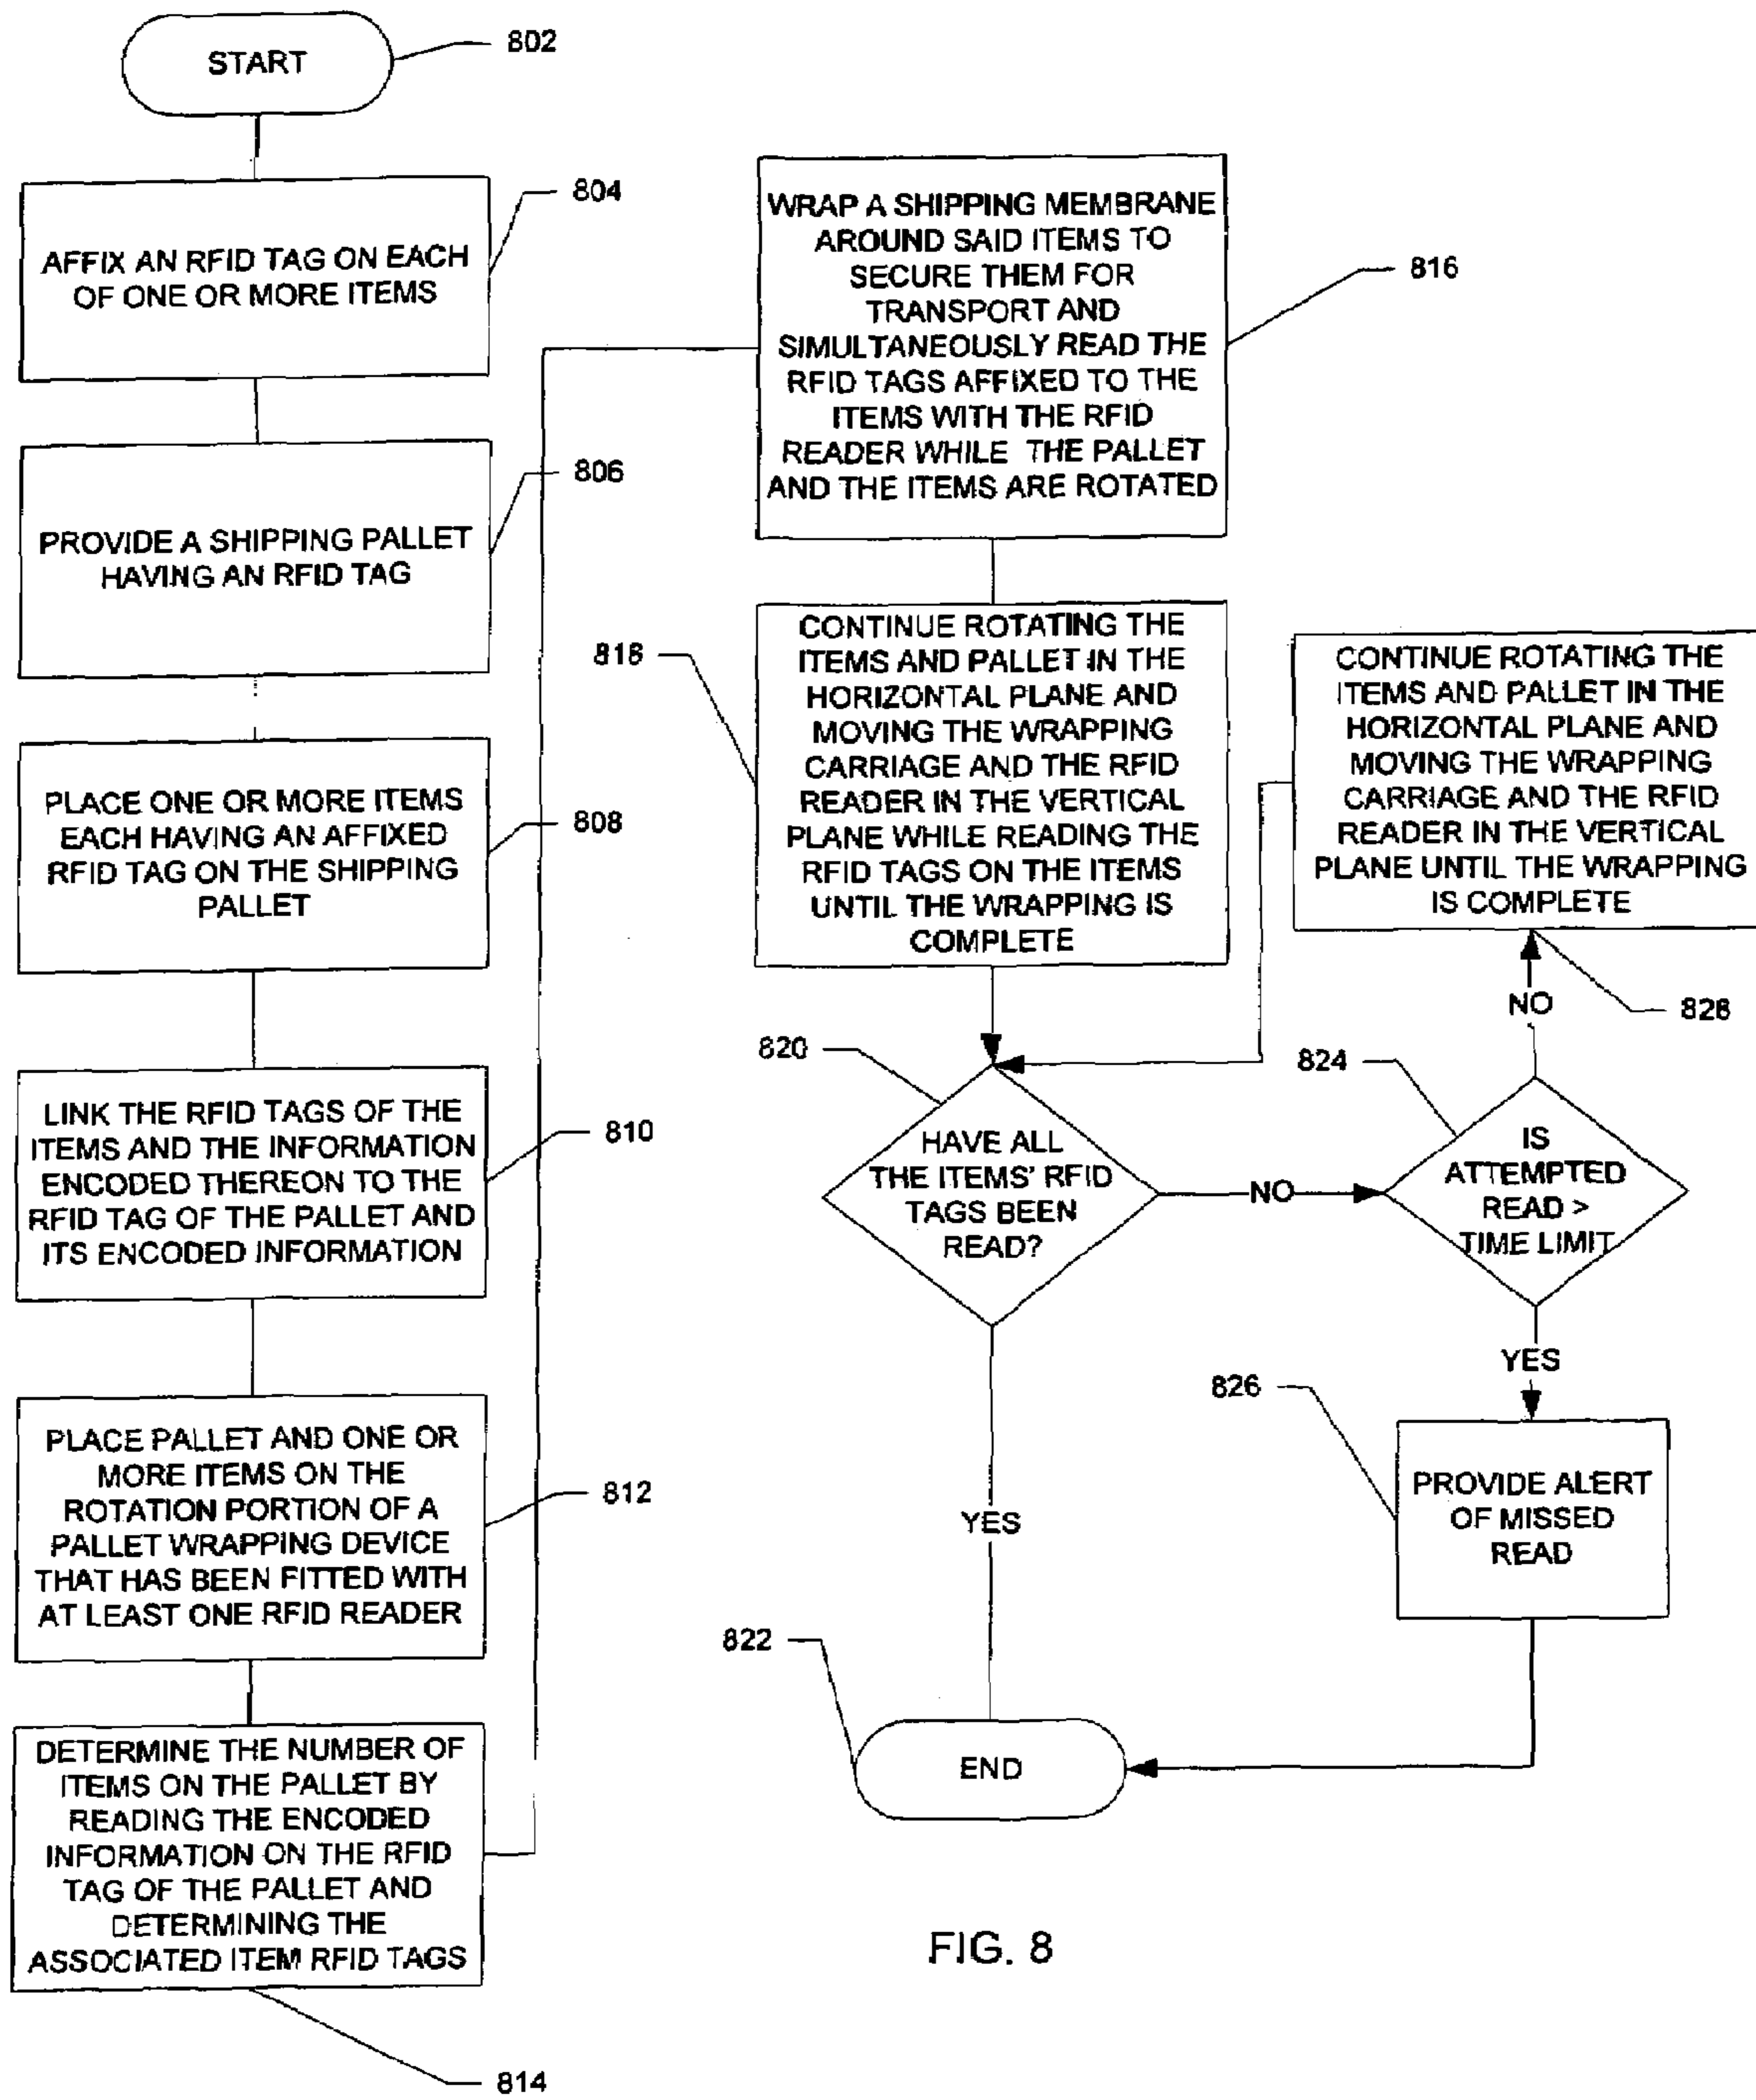 START
802
AFFIX AN RFID TAG ON EACH
OF ONE OR MORE ITEMS
804
PROVIDE A SHIPPING PALLET
HAVING AN RFID TAG
806
PLACE ONE OR MORE ITEMS
EACH HAVING AN AFFIXED
RFID TAG ON THE SHIPPING
PALLET
808
LINK THE RFID TAGS OF THE
ITEMS AND THE INFORMATION
ENCODED THEREON TO THE
RFID TAG OF THE PALLET AND
ITS ENCODED INFORMATION
810
PLACE PALLET AND ONE OR
MORE ITEMS ON THE
ROTATION PORTION OF A
PALLET WRAPPING DEVICE
THAT HAS BEEN FITTED WITH
AT LEAST ONE RFID READER
812
DETERMINE THE NUMBER OF
ITEMS ON THE PALLET BY
READING THE ENCODED
INFORMATION ON THE RFID
TAG OF THE PALLET AND
DETERMINING THE
ASSOCIATED ITEM RFID TAGS
814
WRAP A SHIPPING MEMBRANE
AROUND SAID ITEMS TO
SECURE THEM FOR
TRANSPORT AND
SIMULTANEOUSLY READ THE
RFID TAGS AFFIXED TO THE
ITEMS WITH THE RFID
READER WHILE THE PALLET
AND THE ITEMS ARE ROTATED
816
CONTINUE ROTATING THE
ITEMS AND PALLET IN THE
HORIZONTAL PLANE AND
MOVING THE WRAPPING
CARRIAGE AND THE RFID
READER IN THE VERTICAL
PLANE WHILE READING THE
RFID TAGS ON THE ITEMS
UNTIL THE WRAPPING IS
COMPLETE
818
820
HAVE ALL
THE ITEMS' RFID
TAGS BEEN
READ?
NO
YES
824
IS
ATTEMPTED
READ >
TIME LIMIT
NO
YES
CONTINUE ROTATING THE
ITEMS AND PALLET IN THE
HORIZONTAL PLANE AND
MOVING THE WRAPPING
CARRIAGE AND THE RFID
READER IN THE VERTICAL
PLANE UNTIL THE WRAPPING
IS COMPLETE
828
826
PROVIDE ALERT
OF MISSED
READ
822
END
FIG. 8